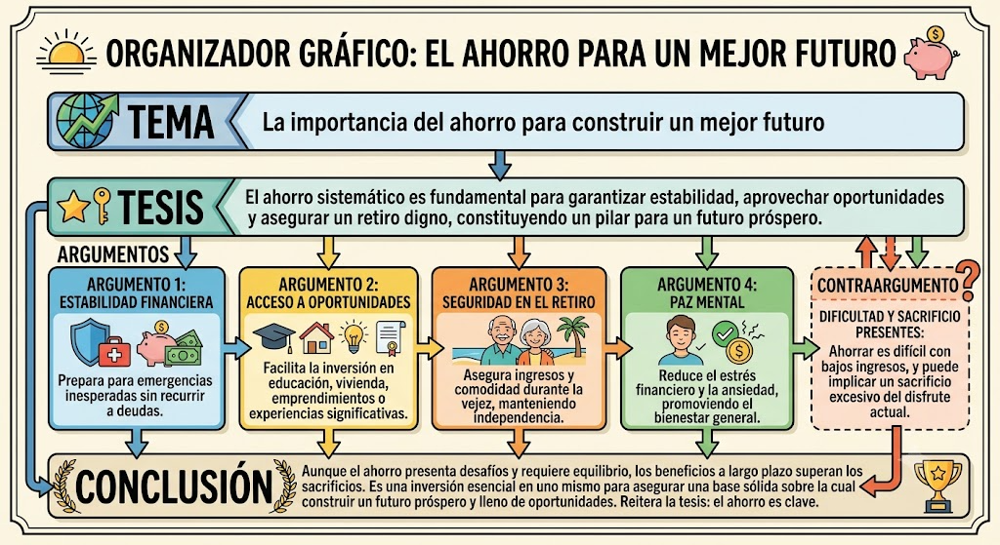 ORGANIZADOR GRÁFICO: EL AHORRO PARA UN MEJOR FUTURO
TEMA
La importancia del ahorro para construir un mejor futuro
TESIS
El ahorro sistemático es fundamental para garantizar estabilidad, aprovechar oportunidades
y asegurar un retiro digno, constituyendo un pilar para un futuro próspero.
ARGUMENTOS
ARGUMENTO 1:
ESTABILIDAD FINANCIERA
Prepara para emergencias
inesperadas sin recurrir
a deudas.
ARGUMENTO 2:
ACCESO A OPORTUNIDADES
Facilita la inversión en
educación, vivienda,
emprendimientos o
experiencias significativas.
ARGUMENTO 3:
SEGURIDAD EN EL RETIRO
Asegura ingresos y
comodidad durante la
vejez, manteniendo
independencia.
ARGUMENTO 4:
PAZ MENTAL
Reduce el estrés
financiero y la ansiedad,
promoviendo el
bienestar general.
CONTRAARGUMENTO ?
DIFICULTAD Y SACRIFICIO
PRESENTES:
Ahorrar es difícil con
bajos ingresos, y puede
implicar un sacrificio
excesivo del disfrute
actual.
CONCLUSIÓN
Aunque el ahorro presenta desafíos y requiere equilibrio, los beneficios a largo plazo superan los
sacrificios. Es una inversión esencial en uno mismo para asegurar una base sólida sobre la cual
construir un futuro próspero y lleno de oportunidades. Reitera la tesis: el ahorro es clave.